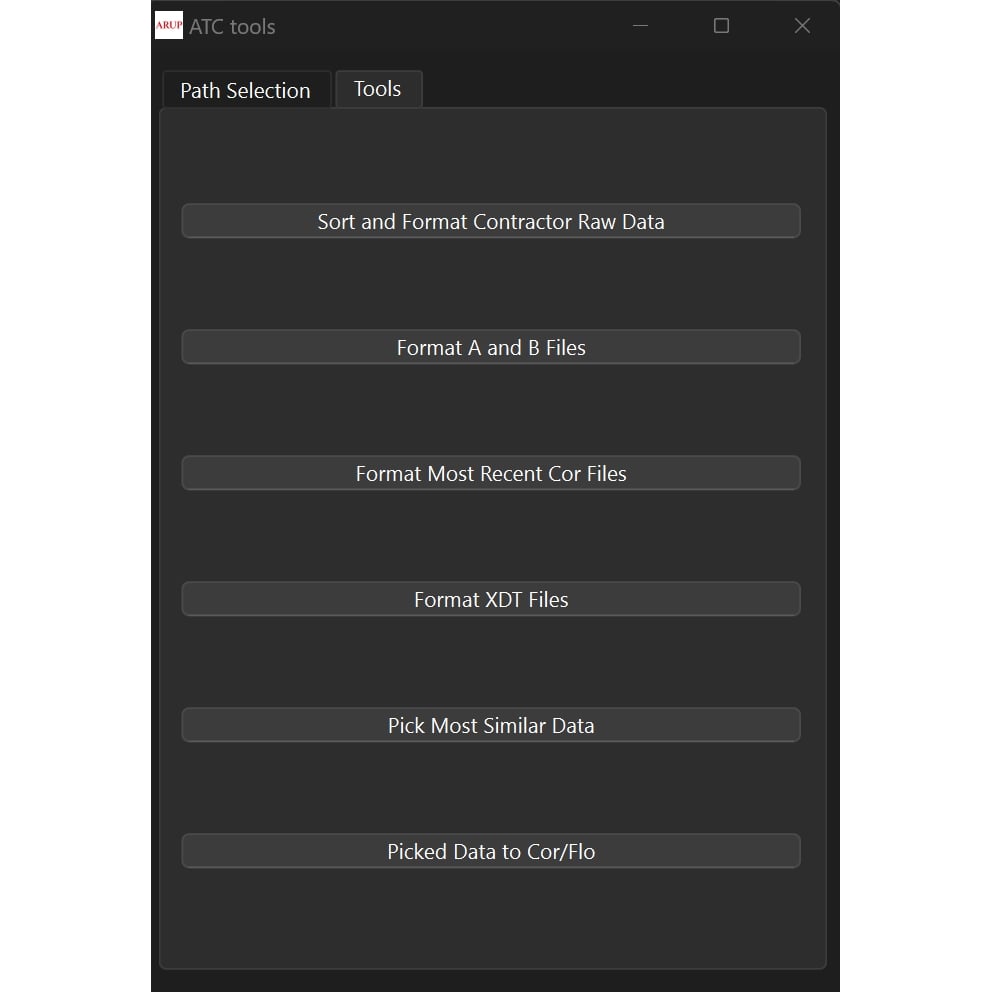 ARUP ATC tools
Path Selection Tools
Sort and Format Contractor Raw Data
Format A and B Files
Format Most Recent Cor Files
Format XDT Files
Pick Most Similar Data
Picked Data to Cor/Flo